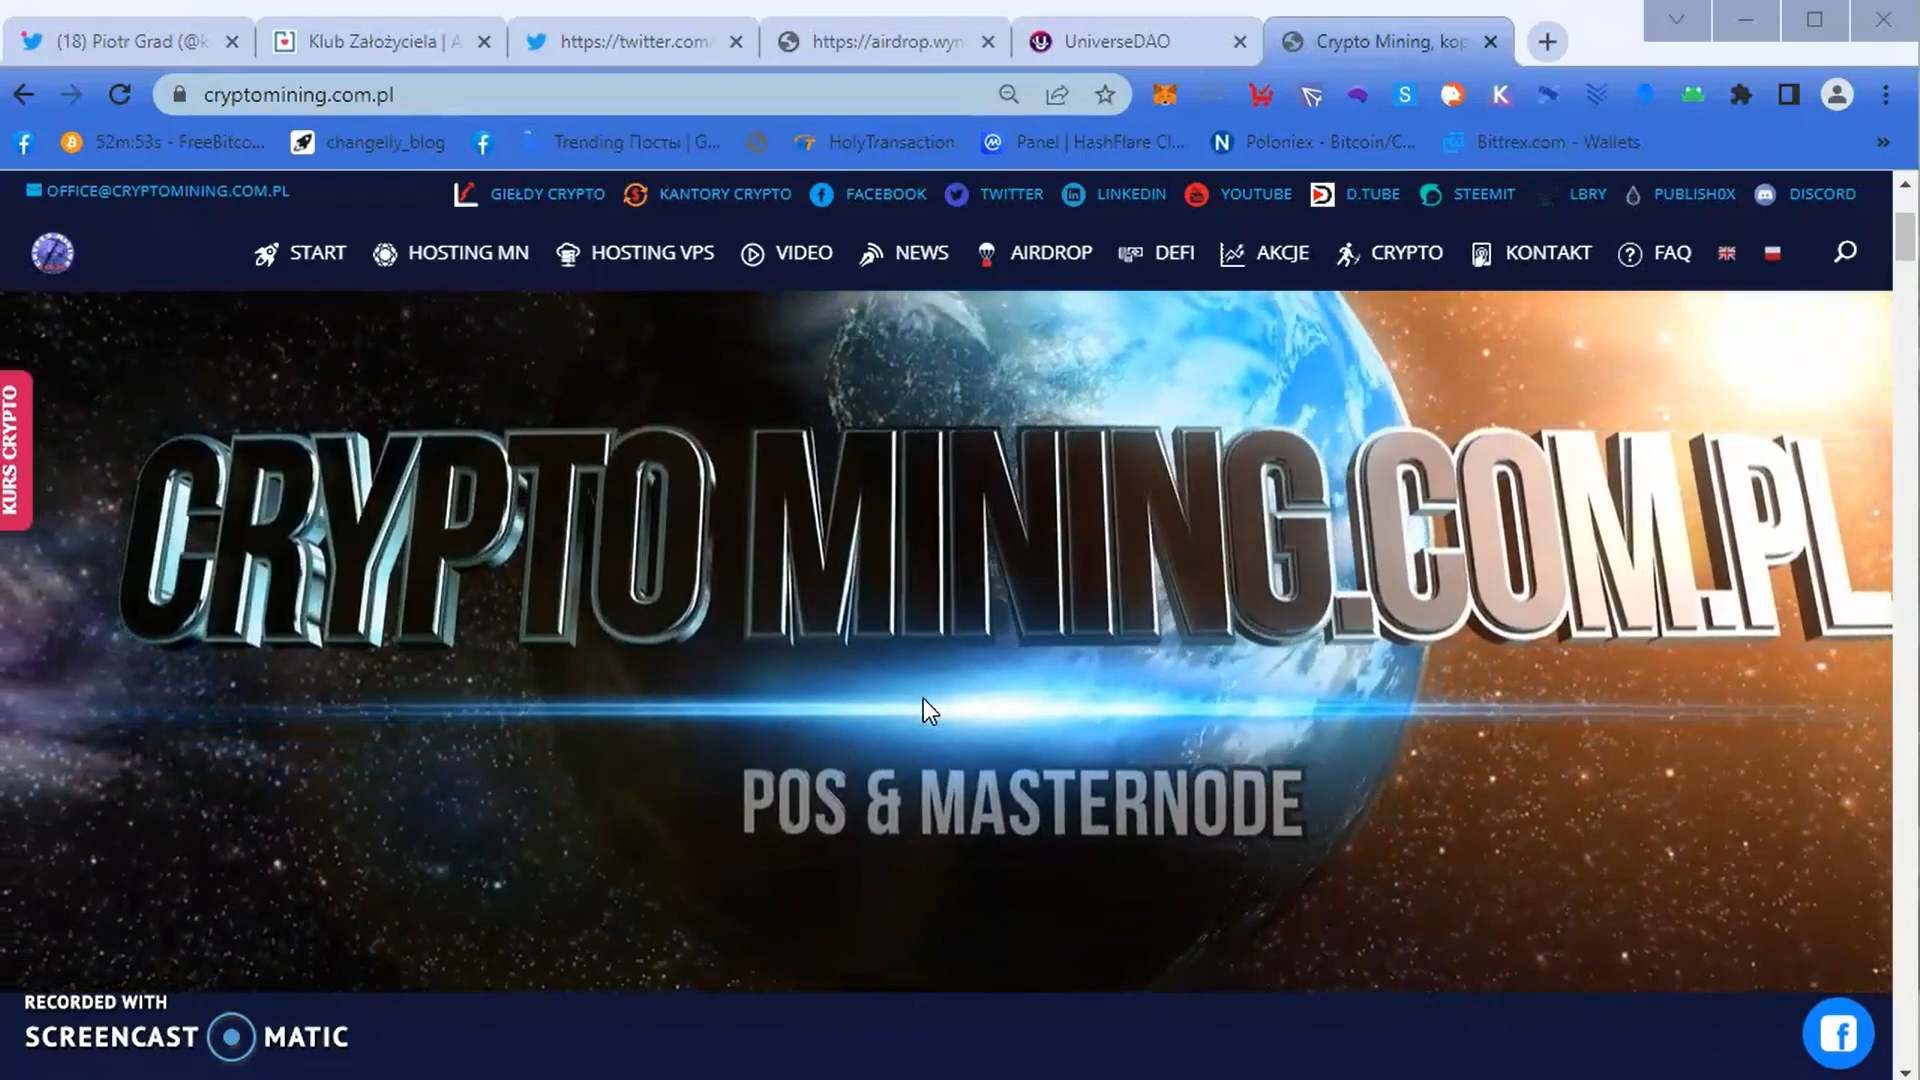 (18) Piotr Grad (@k
Klub Założyciela | A
https://twitter.com/
https://airdrop.wyn
UniverseDAO
Crypto Mining, kop
cryptomining.com.pl
52m:53s - FreeBitco...
changelly_blog
Trending Посты | G...
HolyTransaction
Panel | HashFlare Cl...
Poloniex - Bitcoin/C...
Bittrex.com - Wallets
OFFICE@CRYPTOMINING.COM.PL
GIEŁDY CRYPTO
KANTORY CRYPTO
FACEBOOK
TWITTER
LINKEDIN
YOUTUBE
D.TUBE
STEEMIT
LBRY
PUBLISH0X
DISCORD
START
HOSTING MN
HOSTING VPS
VIDEO
NEWS
AIRDROP
DEFI
AKCJE
CRYPTO
KONTAKT
FAQ
KURS CRYPTO
CRYPTO MINING.COM.PL
POS & MASTERNODE
RECORDED WITH
SCREENCAST MATIC